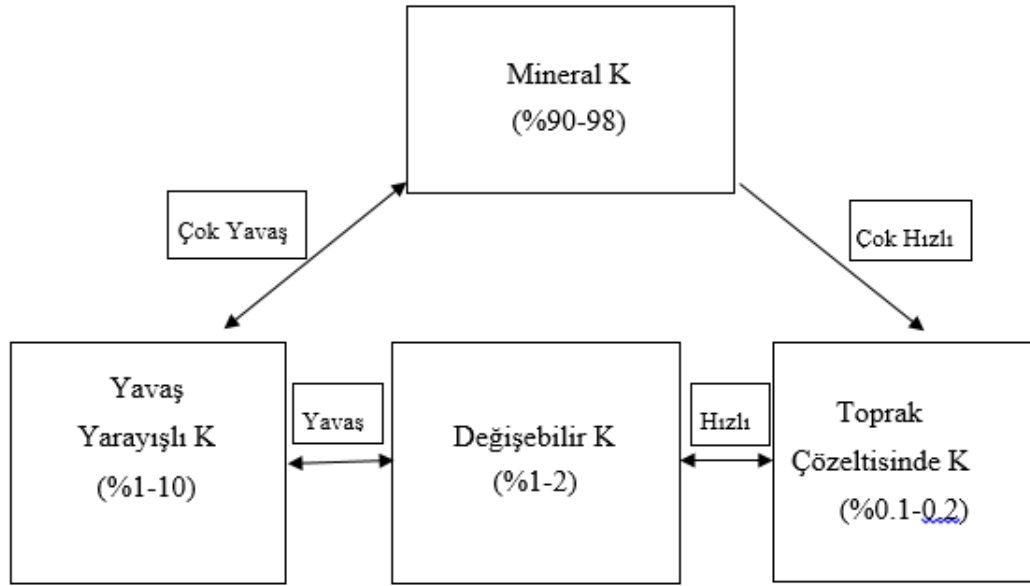 Mineral K
(%90-98)
Çok Yavaş
Çok Hızlı
Yavaş
Yarayışlı K
(%1-10)
Yavaş
Değişebilir K
(%1-2)
Hızlı
Toprak
Çözeltisinde K
(%0.1-0.2)